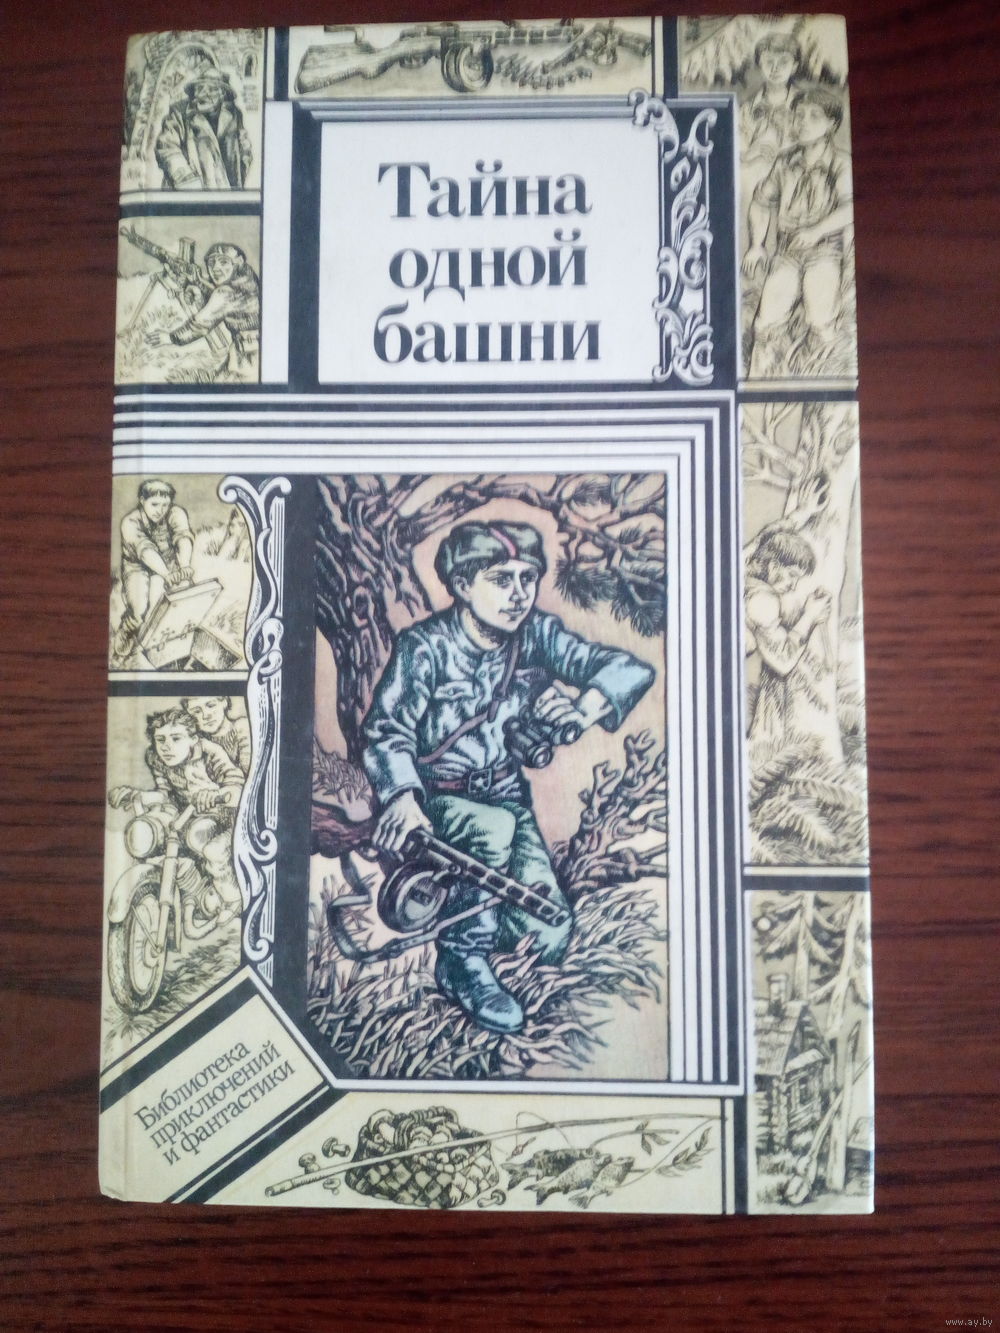 Тайна
одной
башни
Библиотека
приключений
и фантастики
www.ay.by